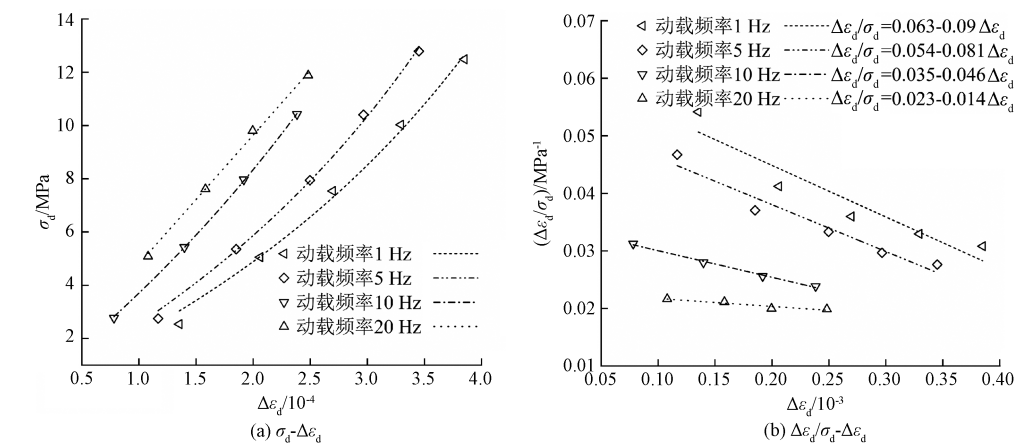 14
12
10
8
6
4
2
σd/MPa
动载频率1 Hz
动载频率5 Hz
动载频率10 Hz
动载频率20 Hz
0.5 1.0 1.5 2.0 2.5 3.0 3.5 4.0
Δεd/10-4
(a) σd-Δεd
0.07
0.06
0.05
0.04
0.03
0.02
0.01
(Δεd/σd)/MPa-1
动载频率1 Hz Δεd/σd=0.063-0.09 Δεd
动载频率5 Hz Δεd/σd=0.054-0.081 Δεd
动载频率10 Hz Δεd/σd=0.035-0.046 Δεd
动载频率20 Hz Δεd/σd=0.023-0.014 Δεd
0.05 0.10 0.15 0.20 0.25 0.30 0.35 0.40
Δεd/10-3
(b) Δεd/σd-Δεd